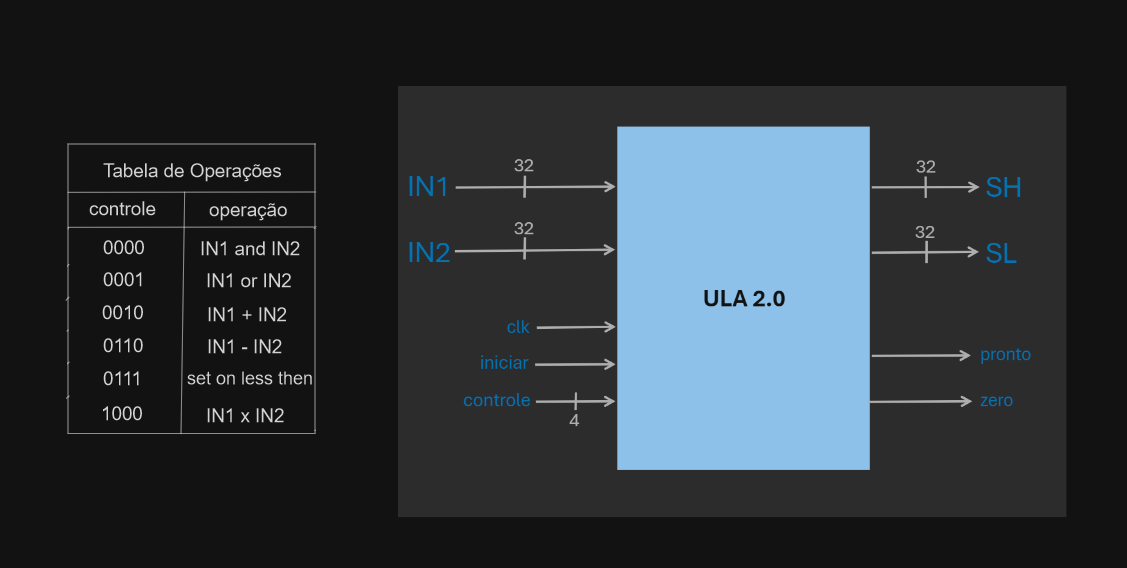 Tabela de Operações
controle operação
0000 IN1 and IN2
0001 IN1 or IN2
0010 IN1 + IN2
0110 IN1 - IN2
0111 set on less then
1000 IN1 x IN2
IN1 32
IN2 32
clk
iniciar
controle 4
ULA 2.0
32 SH
32 SL
pronto
zero